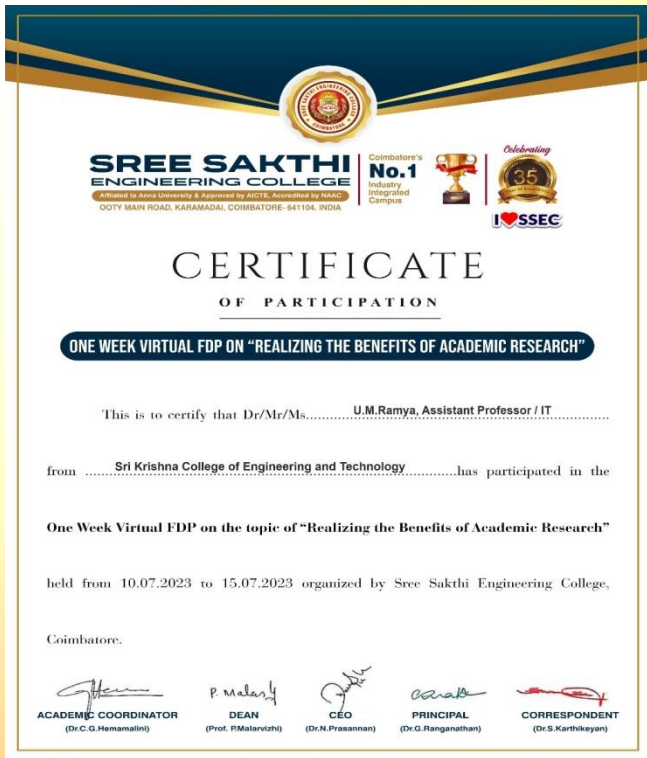 SREE SAKTHI ENGINEERING COLLEGE
COIMBATORE
SREE SAKTHI
ENGINEERING COLLEGE
Affiliated to Anna University & Approved by AICTE, Accredited by NAAC
OOTY MAIN ROAD, KARAMADAI, COIMBATORE- 641104. INDIA
Coimbatore's
No.1
Industry
Integrated
Campus
Celebrating
35
I SSEC
CERTIFICATE
OF PARTICIPATION
ONE WEEK VIRTUAL FDP ON “REALIZING THE BENEFITS OF ACADEMIC RESEARCH”
This is to certify that Dr/Mr/Ms.......U.M.Ramya, Assistant Professor / IT.......
from .......Sri Krishna College of Engineering and Technology.......has participated in the
One Week Virtual FDP on the topic of “Realizing the Benefits of Academic Research”
held from 10.07.2023 to 15.07.2023 organized by Sree Sakthi Engineering College,
Coimbatore.
P. Malar
ACADEMIC COORDINATOR DEAN CEO PRINCIPAL CORRESPONDENT
(Dr.C.G.Hemamalini) (Prof. P.Malarvizhi) (Dr.N.Prasannan) (Dr.G.Ranganathan) (Dr.S.Karthikeyan)